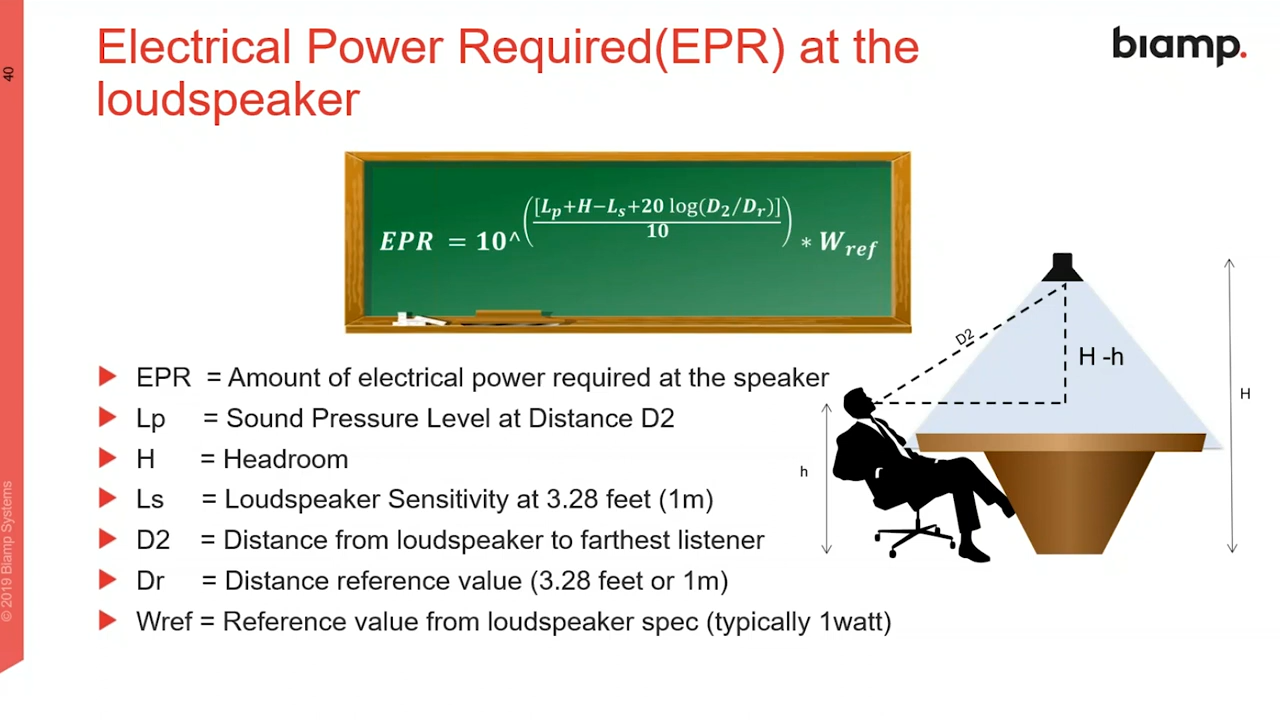 Electrical Power Required(EPR) at the
loudspeaker
biamp.
40
EPR = 10^([Lp+H−Ls+20 log(D2/Dr)]/10) * Wref
EPR = Amount of electrical power required at the speaker
Lp = Sound Pressure Level at Distance D2
H = Headroom
Ls = Loudspeaker Sensitivity at 3.28 feet (1m)
D2 = Distance from loudspeaker to farthest listener
Dr = Distance reference value (3.28 feet or 1m)
Wref = Reference value from loudspeaker spec (typically 1watt)
D2
H -h
H
h
© 2019 Biamp Systems